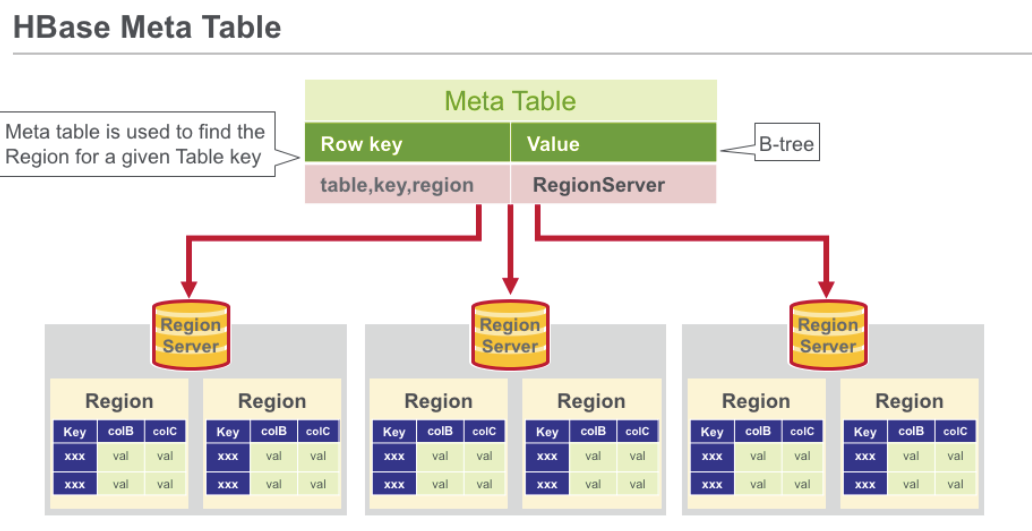 HBase Meta Table
Meta Table
Meta table is used to find the
Region for a given Table key
Row key Value
B-tree
table,key,region RegionServer
Region
Server
Region
Server
Region
Server
Region Region Region Region Region Region
Key colB colC Key colB colC Key colB colC Key colB colC Key colB colC Key colB colC
xxx val val xxx val val xxx val val xxx val val xxx val val xxx val val
xxx val val xxx val val xxx val val xxx val val xxx val val xxx val val